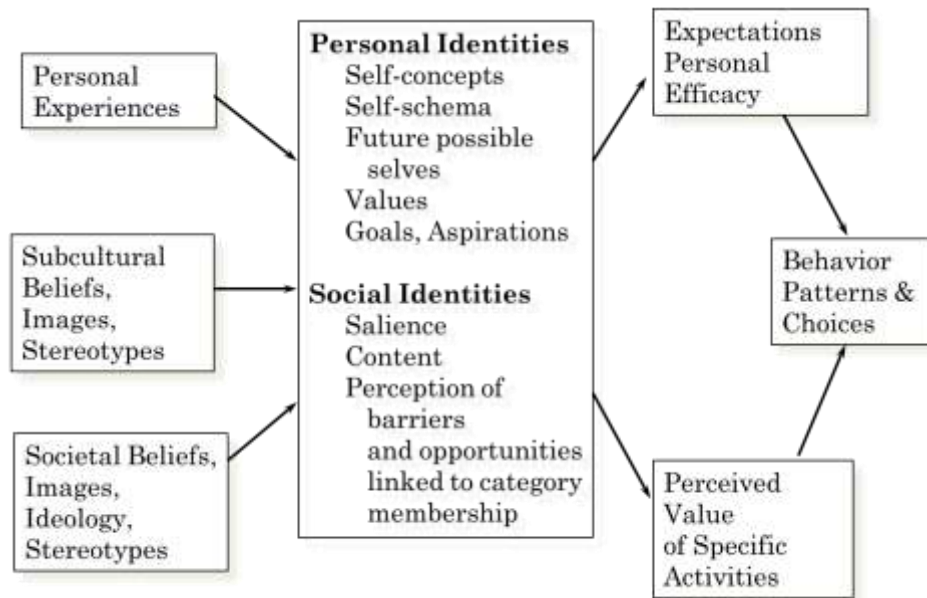 Personal
Experiences
Subcultural
Beliefs,
Images,
Stereotypes
Societal Beliefs,
Images,
Ideology,
Stereotypes
Personal Identities
Self-concepts
Self-schema
Future possible
selves
Values
Goals, Aspirations
Social Identities
Salience
Content
Perception of
barriers
and opportunities
linked to category
membership
Expectations
Personal
Efficacy
Perceived
Value
of Specific
Activities
Behavior
Patterns &
Choices